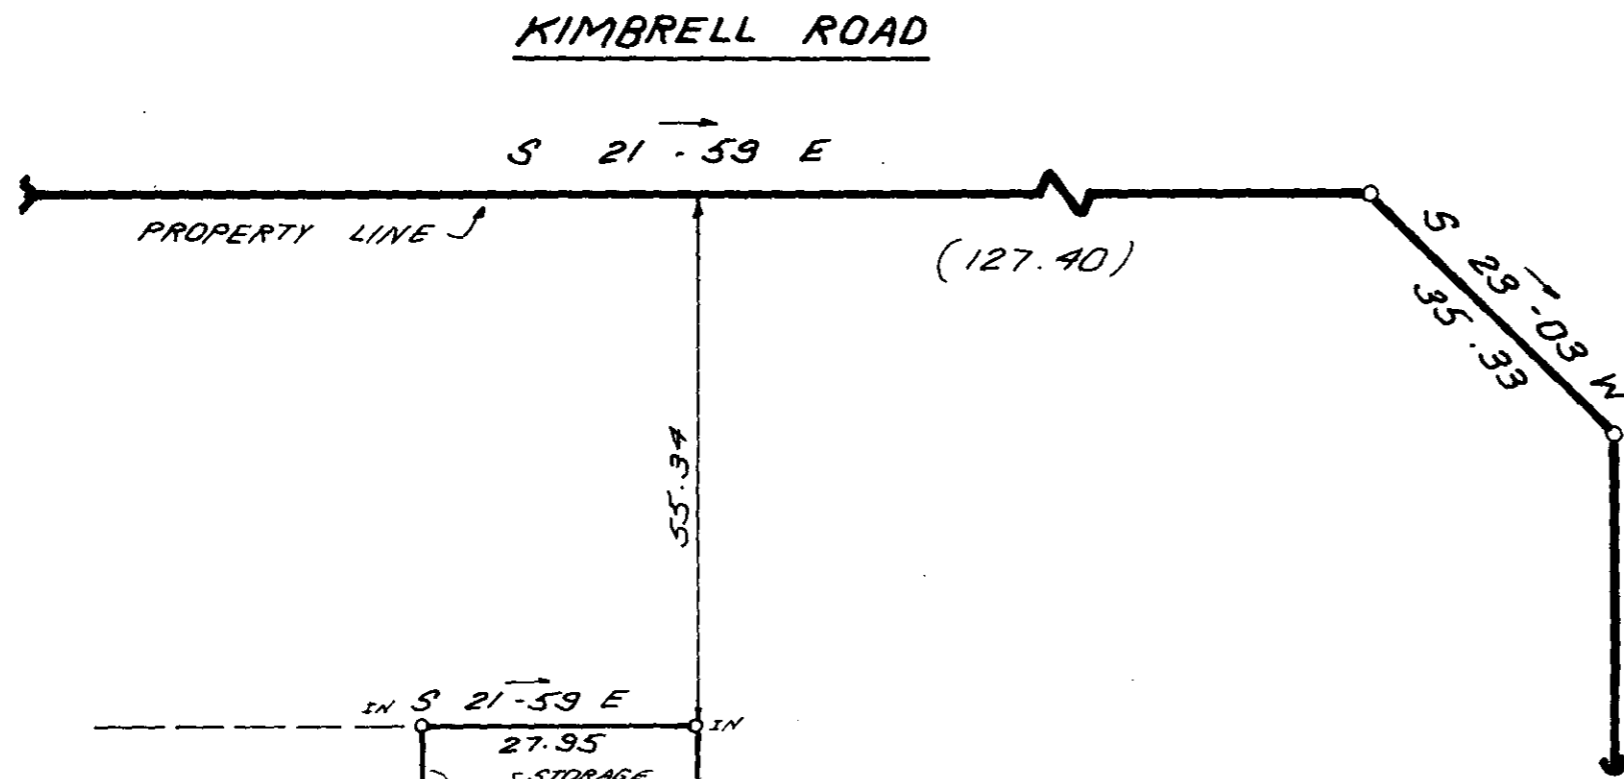 KIMBRELL ROAD
S 21-59 E
PROPERTY LINE
(127.40)
S 23-03 W
35.33
55.34
IN S 21-59 E
IN
27.95
STORAGE